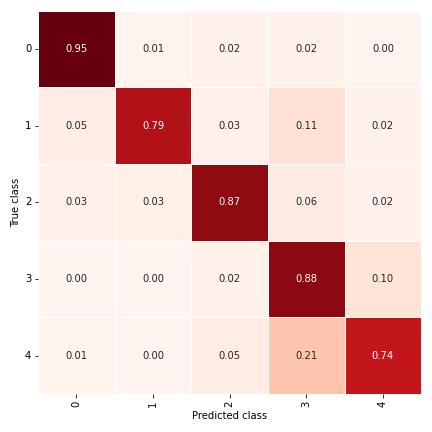 0 0.95 0.01 0.02 0.02 0.00
1 0.05 0.79 0.03 0.11 0.02
2 0.03 0.03 0.87 0.06 0.02
3 0.00 0.00 0.02 0.88 0.10
4 0.01 0.00 0.05 0.21 0.74
True class
0 1 2 3 4
Predicted class